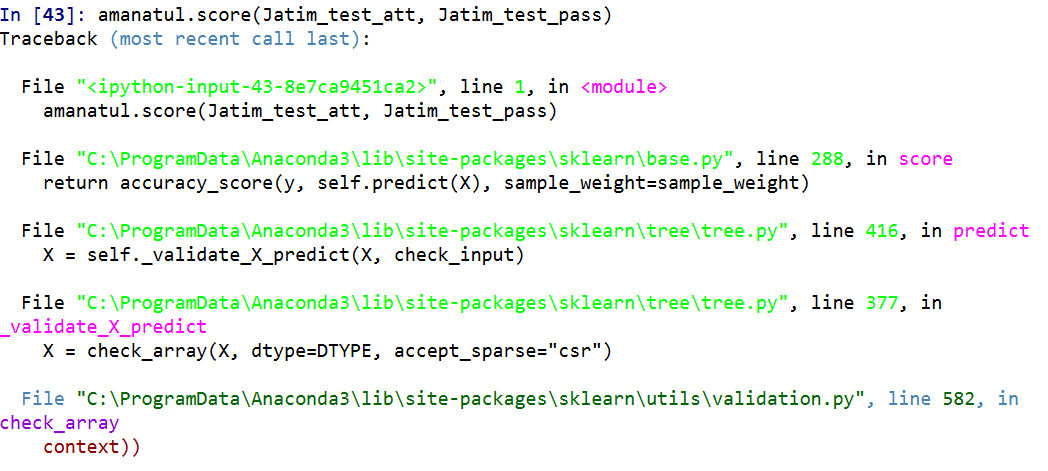 In [43]: amanatul.score(Jatim_test_att, Jatim_test_pass)
Traceback (most recent call last):
File "<ipython-input-43-8e7ca9451ca2>", line 1, in <module>
amanatul.score(Jatim_test_att, Jatim_test_pass)
File "C:\ProgramData\Anaconda3\lib\site-packages\sklearn\base.py", line 288, in score
return accuracy_score(y, self.predict(X), sample_weight=sample_weight)
File "C:\ProgramData\Anaconda3\lib\site-packages\sklearn\tree\tree.py", line 416, in predict
X = self._validate_X_predict(X, check_input)
File "C:\ProgramData\Anaconda3\lib\site-packages\sklearn\tree\tree.py", line 377, in
_validate_X_predict
X = check_array(X, dtype=DTYPE, accept_sparse="csr")
File "C:\ProgramData\Anaconda3\lib\site-packages\sklearn\utils\validation.py", line 582, in
check_array
context))